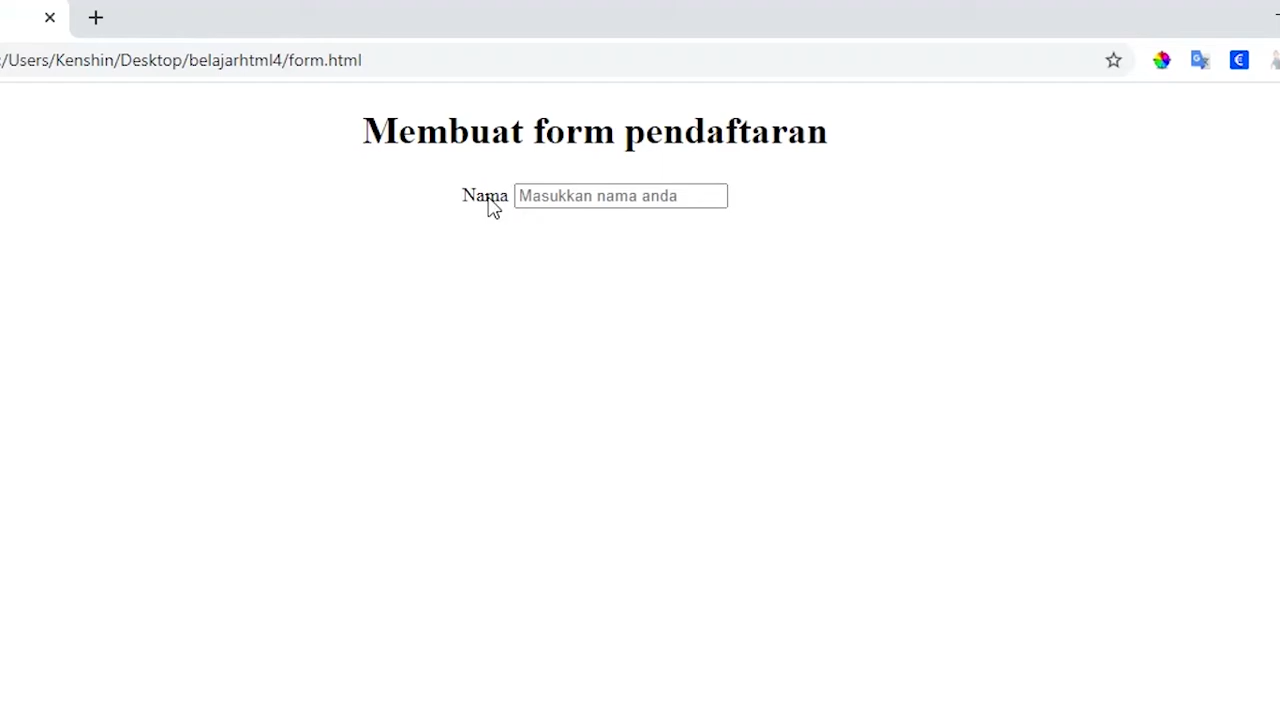 :/Users/Kenshin/Desktop/belajarhtml4/form.html
Membuat form pendaftaran
Nama Masukkan nama anda